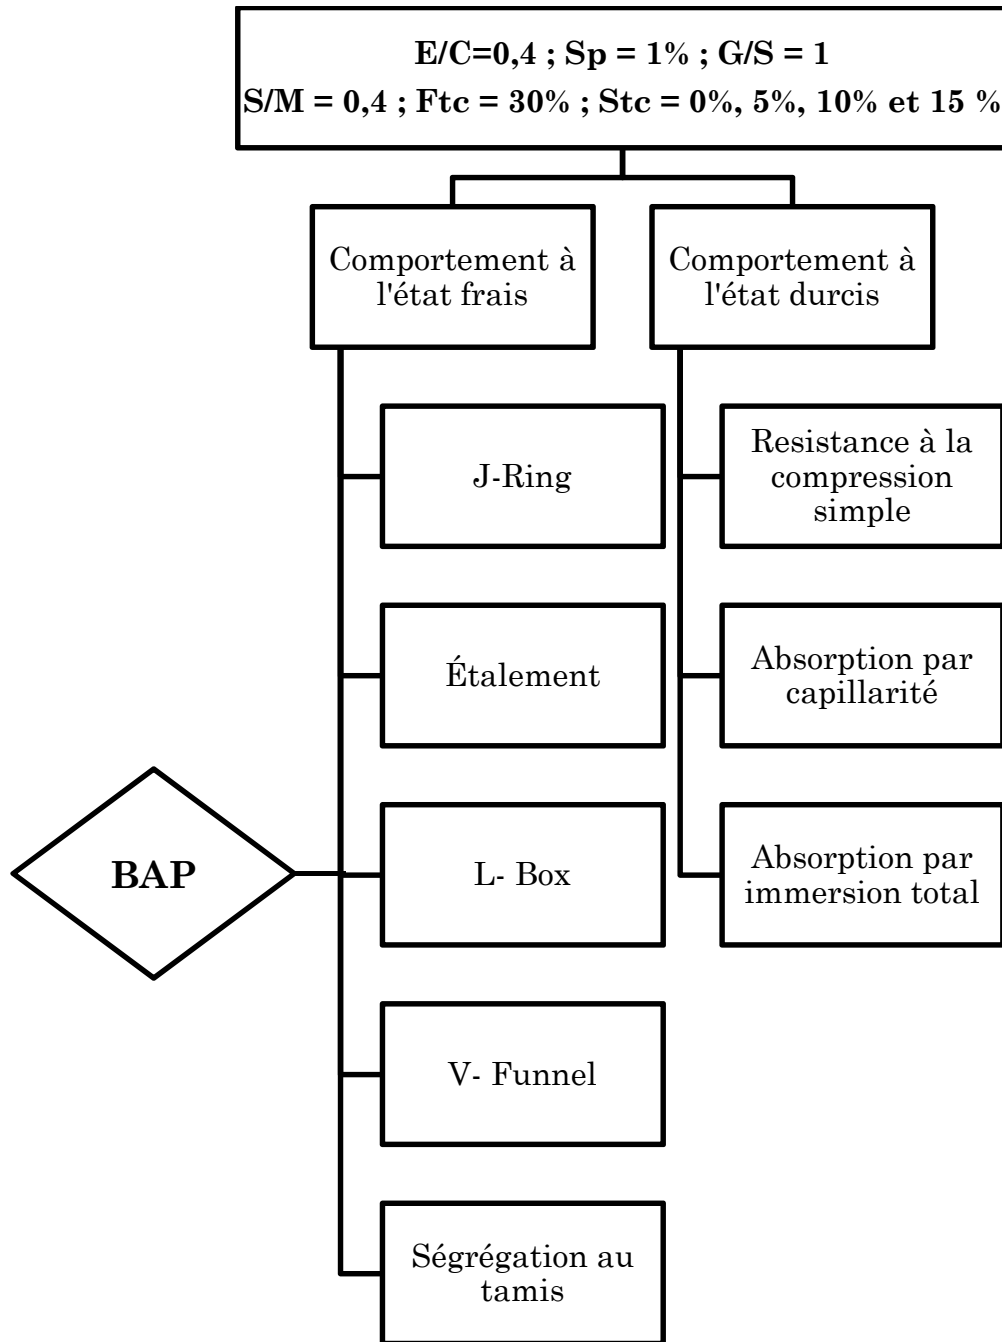 E/C=0,4 ; Sp = 1% ; G/S = 1
S/M = 0,4 ; Ftc = 30% ; Stc = 0%, 5%, 10% et 15 %
Comportement à
l'état frais
Comportement à
l'état durcis
J-Ring
Resistance à la
compression
simple
Étalement
Absorption par
capillarité
BAP
L- Box
Absorption par
immersion total
V- Funnel
Ségrégation au
tamis